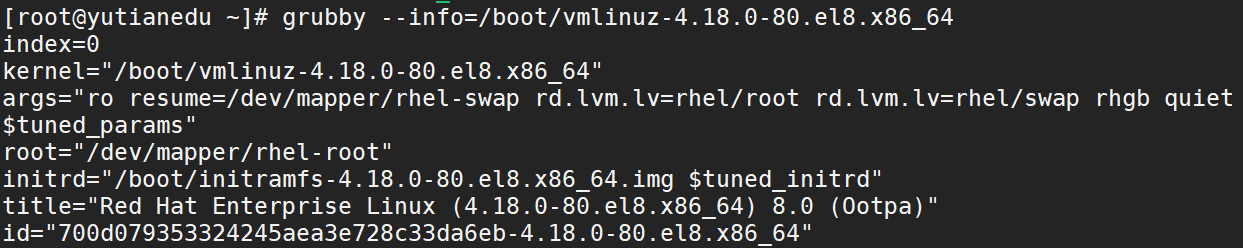 [root@yutianedu ~]# grubby --info=/boot/vmlinuz-4.18.0-80.el8.x86_64
index=0
kernel="/boot/vmlinuz-4.18.0-80.el8.x86_64"
args="ro resume=/dev/mapper/rhel-swap rd.lvm.lv=rhel/root rd.lvm.lv=rhel/swap rhgb quiet
$tuned_params"
root="/dev/mapper/rhel-root"
initrd="/boot/initramfs-4.18.0-80.el8.x86_64.img $tuned_initrd"
title="Red Hat Enterprise Linux (4.18.0-80.el8.x86_64) 8.0 (Ootpa)"
id="700d079353324245aea3e728c33da6eb-4.18.0-80.el8.x86_64"